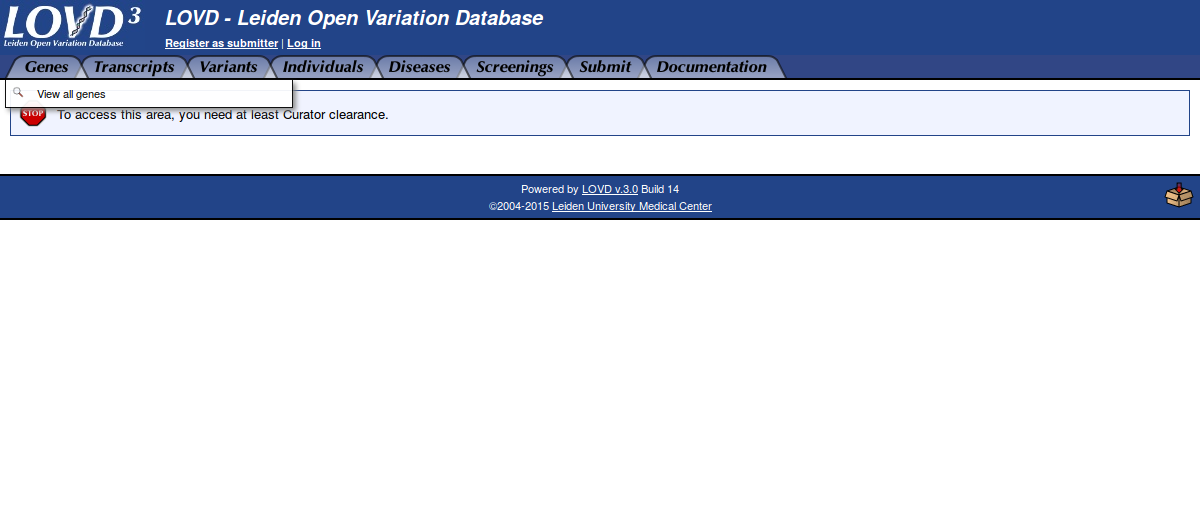 LOVD 3
Leiden Open Variation Database
LOVD - Leiden Open Variation Database
Register as submitter | Log in
Genes Transcripts Variants Individuals Diseases Screenings Submit Documentation
View all genes
STOP
To access this area, you need at least Curator clearance.
Powered by LOVD v.3.0 Build 14
©2004-2015 Leiden University Medical Center